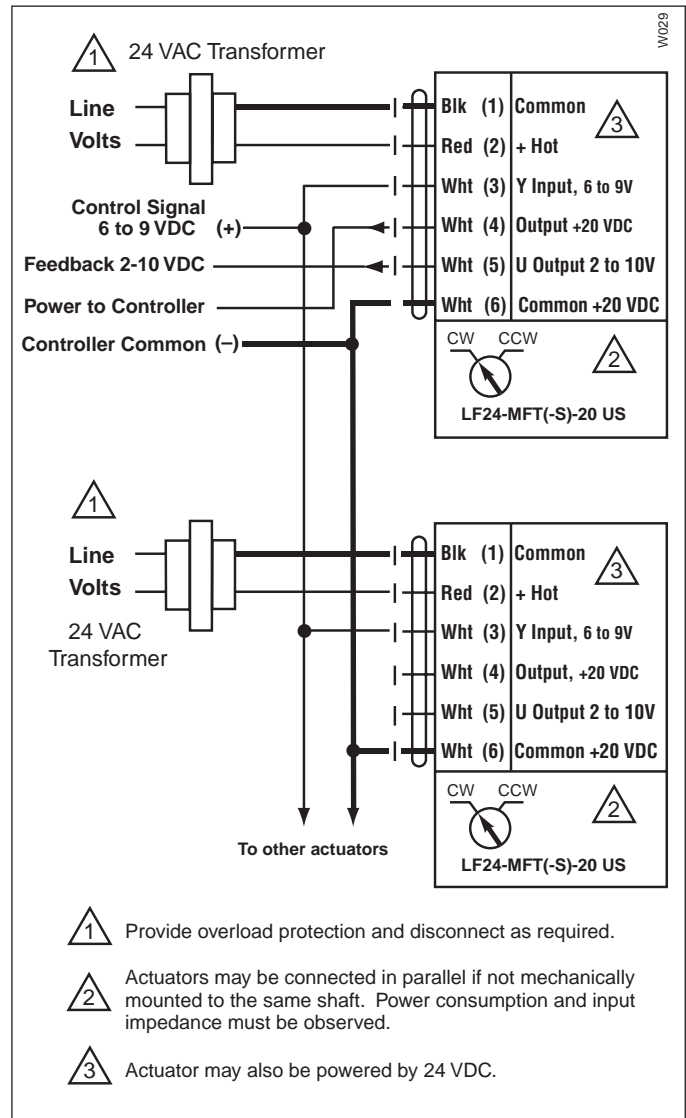 W029
1
24 VAC Transformer
Line
Volts
Blk (1) Common
3
Red (2) + Hot
Wht (3) Y Input, 6 to 9V
Control Signal
6 to 9 VDC (+)
Wht (4) Output +20 VDC
Feedback 2-10 VDC
Wht (5) U Output 2 to 10V
Power to Controller
Wht (6) Common +20 VDC
Controller Common (–)
CW CCW
2
LF24-MFT(-S)-20 US
1
Line
Volts
24 VAC
Transformer
Blk (1) Common
3
Red (2) + Hot
Wht (3) Y Input, 6 to 9V
Wht (4) Output, +20 VDC
Wht (5) U Output 2 to 10V
Wht (6) Common +20 VDC
CW CCW
2
LF24-MFT(-S)-20 US
To other actuators
1 Provide overload protection and disconnect as required.
2 Actuators may be connected in parallel if not mechanically
mounted to the same shaft. Power consumption and input
impedance must be observed.
3 Actuator may also be powered by 24 VDC.